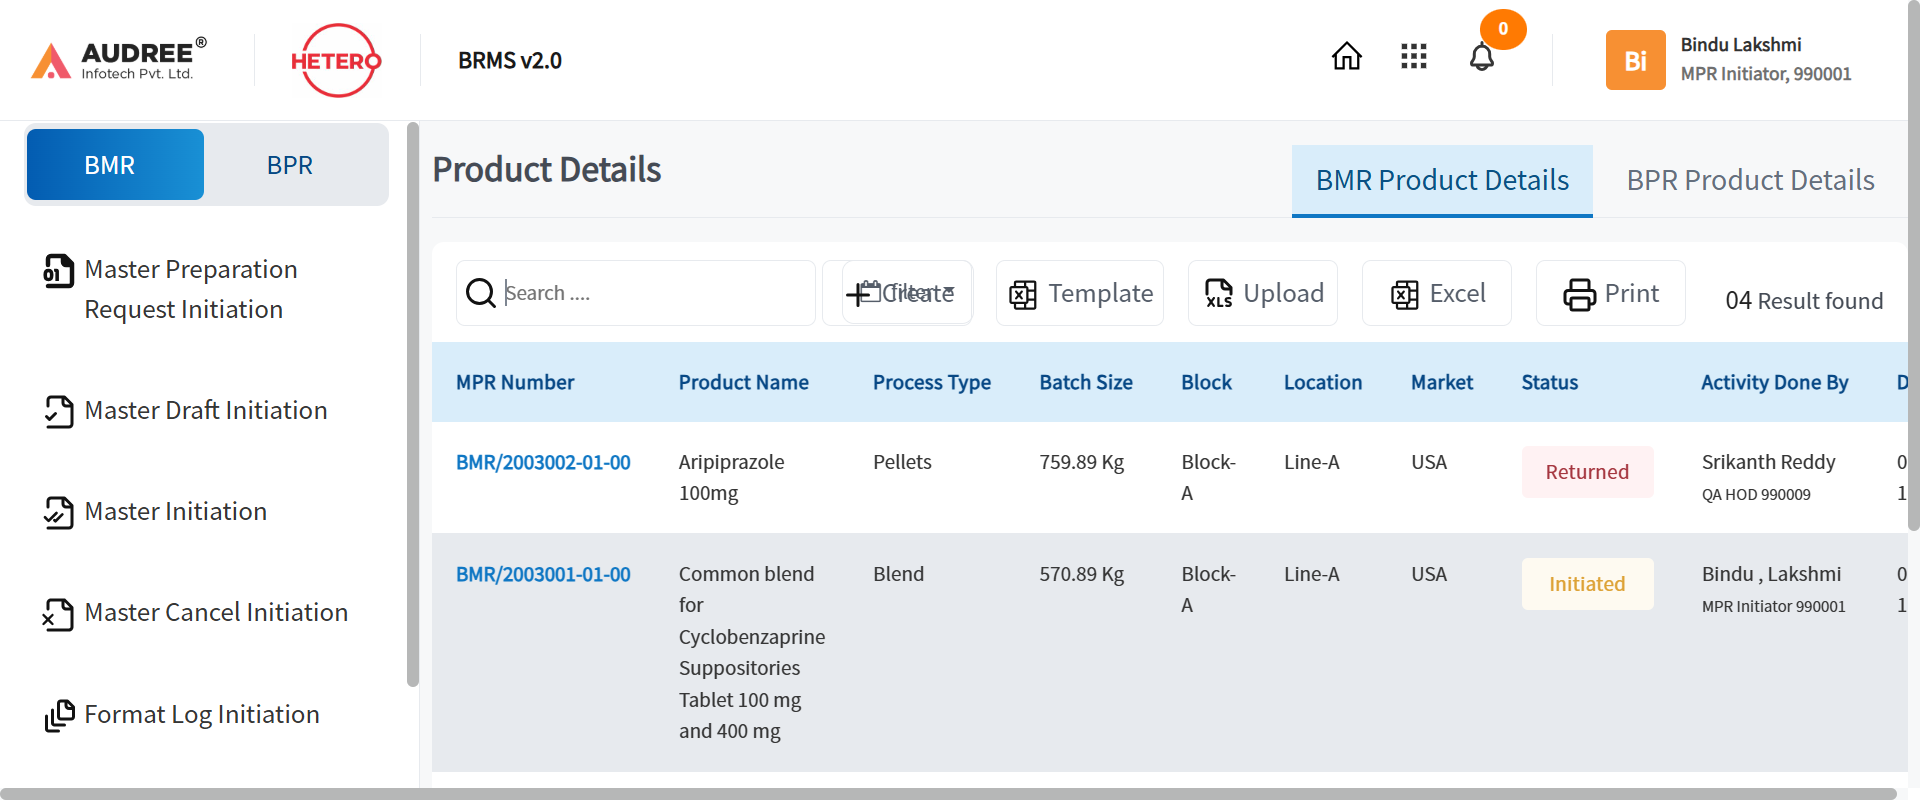 AUDREE®
Infotech Pvt. Ltd.
HETERO
BRMS v2.0
0
Bi
Bindu Lakshmi
MPR Initiator, 990001
BMR
BPR
Master Preparation
Request Initiation
Master Draft Initiation
Master Initiation
Master Cancel Initiation
Format Log Initiation
Product Details
BMR Product Details
BPR Product Details
Search ....
Create
filter
Template
XLS
Upload
Excel
Print
04 Result found
MPR Number
Product Name
Process Type
Batch Size
Block
Location
Market
Status
Activity Done By
D
BMR/2003002-01-00
Aripiprazole
100mg
Pellets
759.89 Kg
Block-
A
Line-A
USA
Returned
Srikanth Reddy
QA HOD 990009
0
1
BMR/2003001-01-00
Common blend
for
Cyclobenzaprine
Suppositories
Tablet 100 mg
and 400 mg
Blend
570.89 Kg
Block-
A
Line-A
USA
Initiated
Bindu , Lakshmi
MPR Initiator 990001
0
1